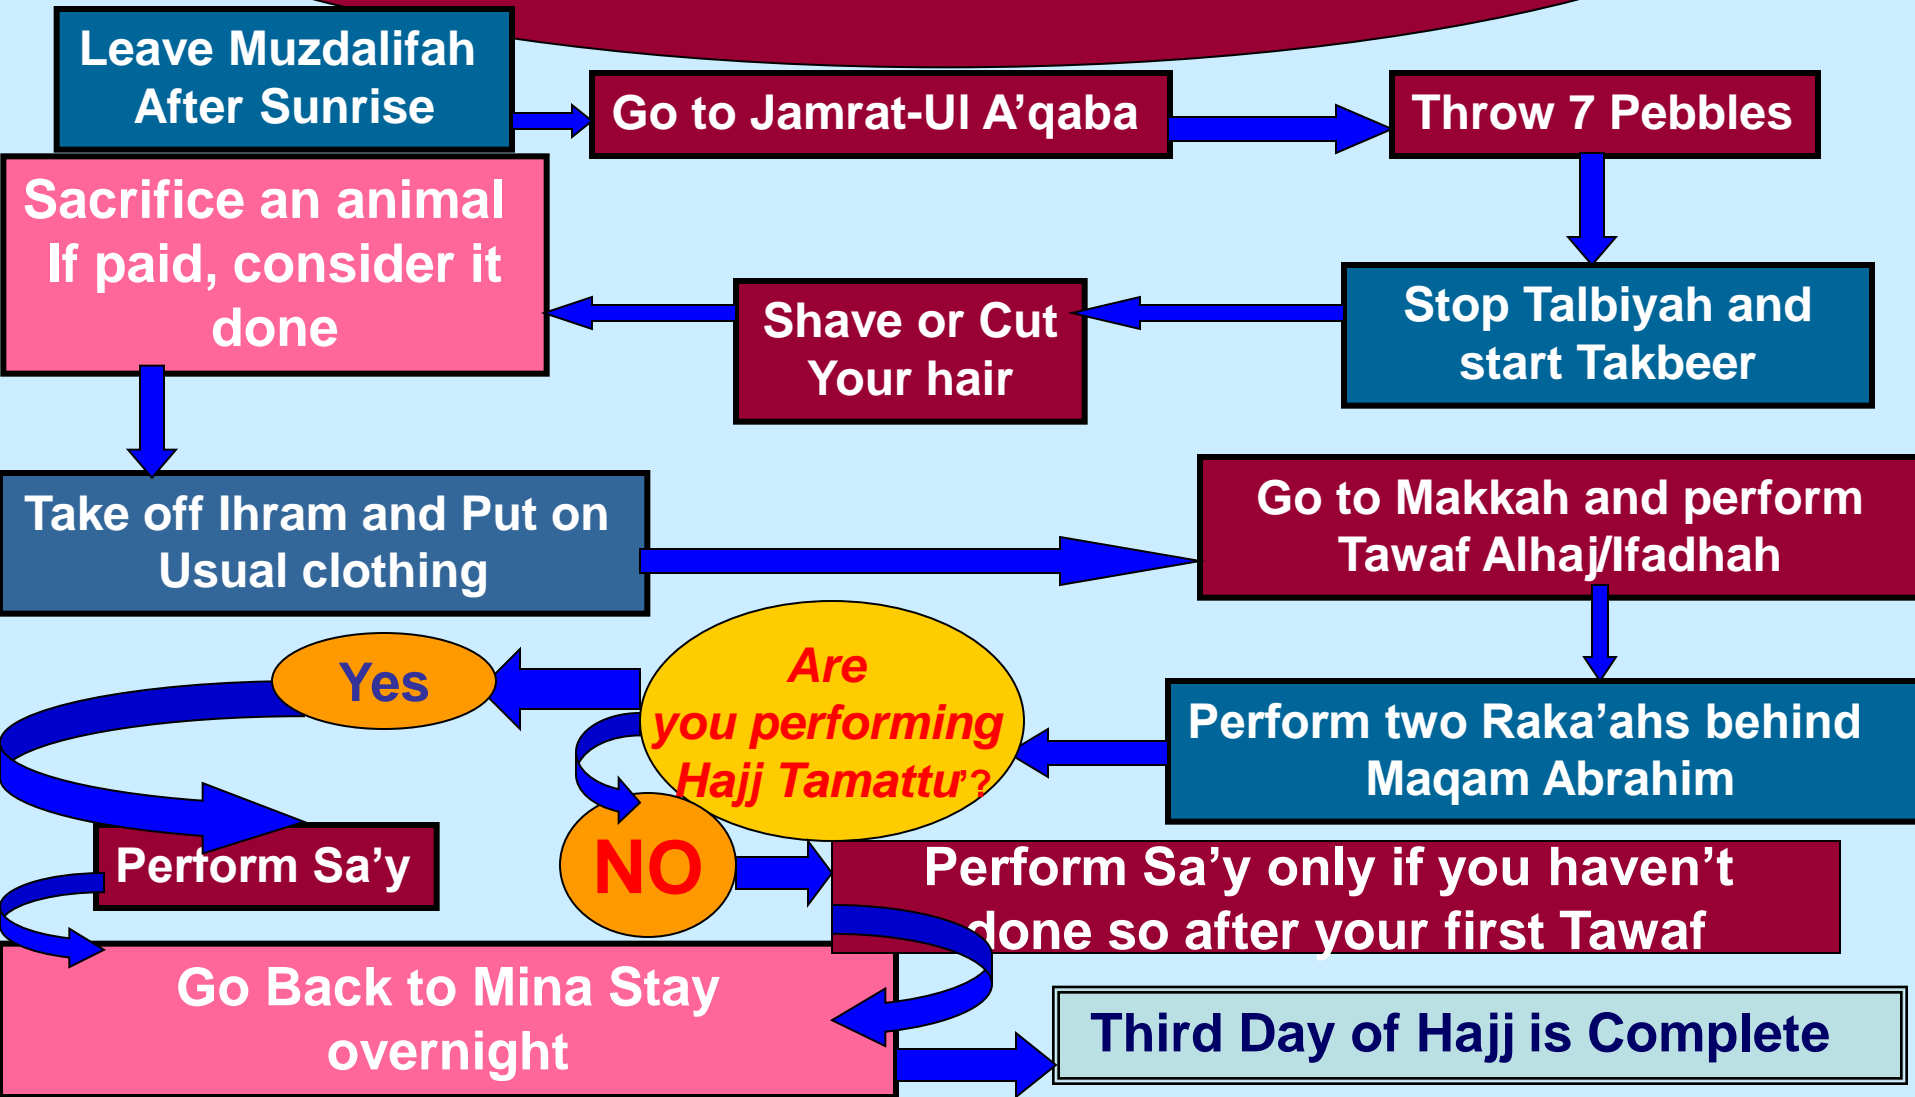 Leave Muzdalifah
After Sunrise
Go to Jamrat-Ul A’qaba
Throw 7 Pebbles
Stop Talbiyah and
start Takbeer
Shave or Cut
Your hair
Sacrifice an animal
If paid, consider it
done
Take off Ihram and Put on
Usual clothing
Go to Makkah and perform
Tawaf Alhaj/Ifadhah
Perform two Raka’ahs behind
Maqam Abrahim
Are
you performing
Hajj Tamattu’?
Yes
Perform Sa’y
NO
Perform Sa’y only if you haven’t
done so after your first Tawaf
Go Back to Mina Stay
overnight
Third Day of Hajj is Complete